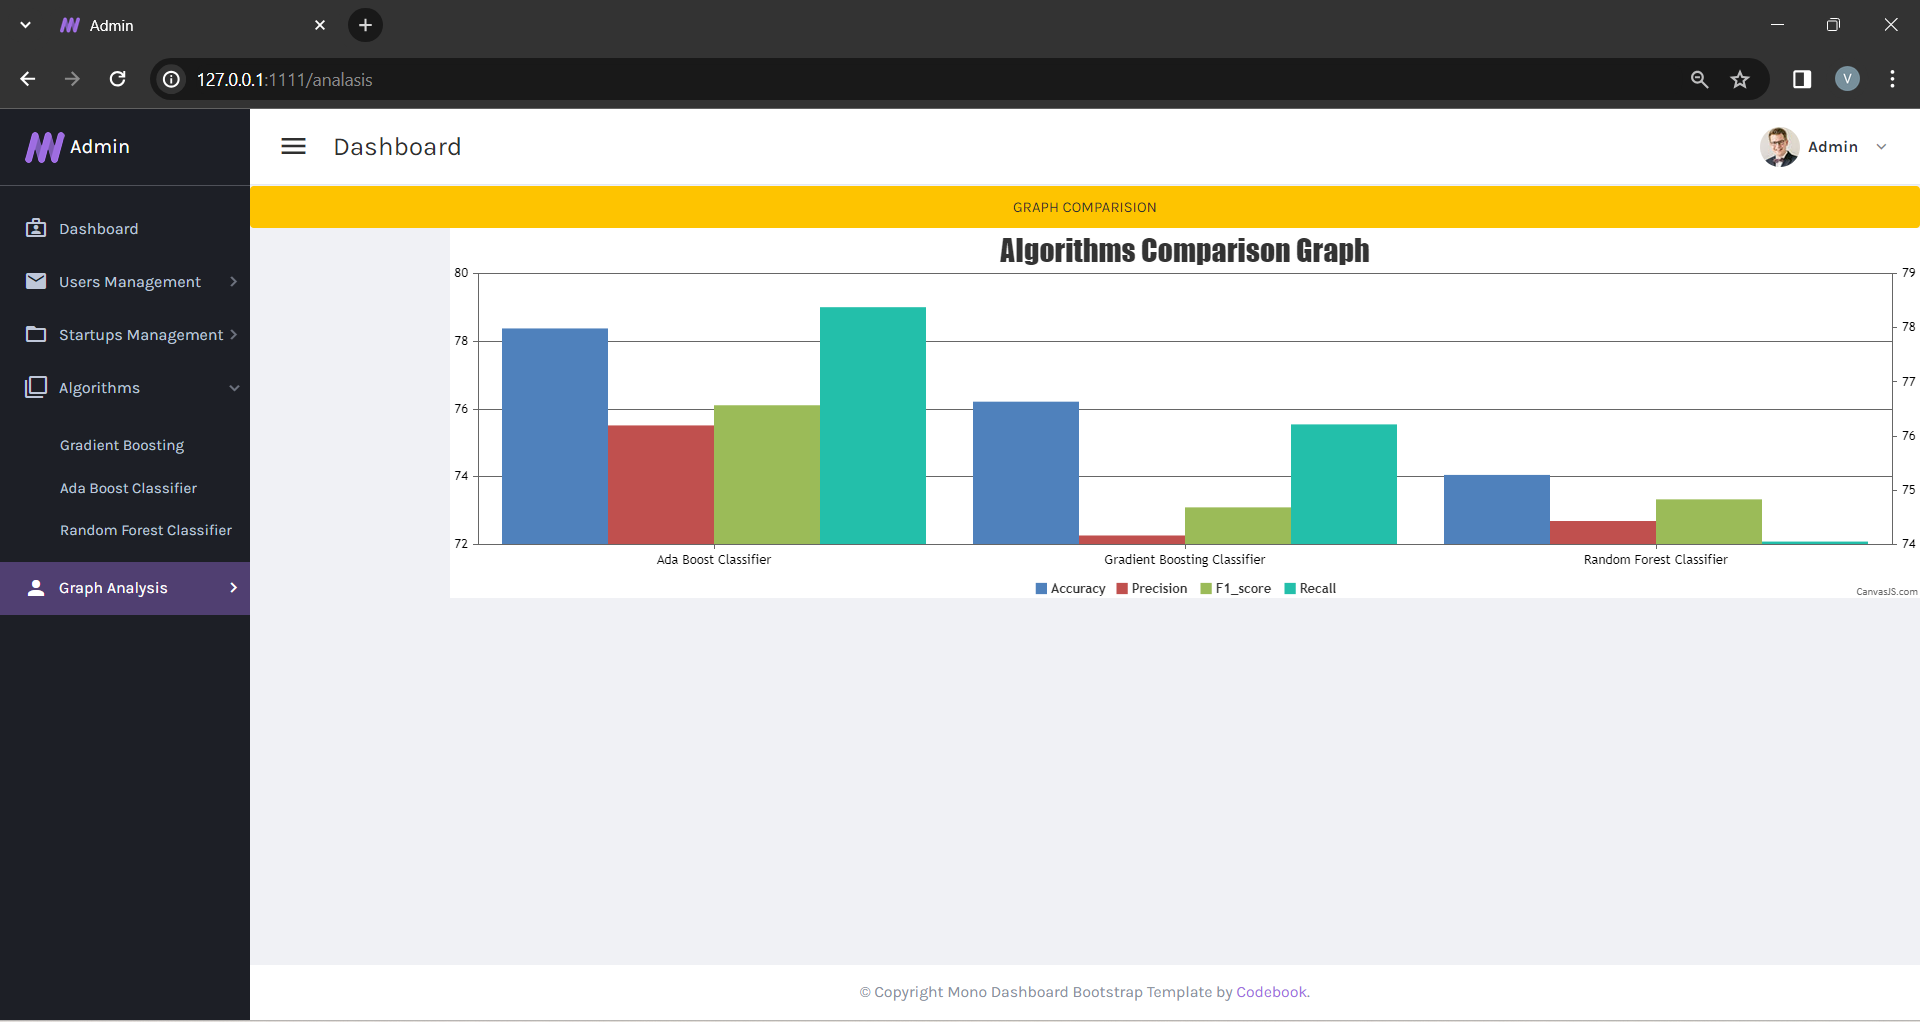 Admin
127.0.0.1:1111/analasis
V
Admin
Dashboard
Admin
Dashboard
Users Management
Startups Management
Algorithms
Gradient Boosting
Ada Boost Classifier
Random Forest Classifier
Graph Analysis
GRAPH COMPARISION
Algorithms Comparison Graph
80
78
76
74
72
79
78
77
76
75
74
Ada Boost Classifier
Gradient Boosting Classifier
Random Forest Classifier
Accuracy Precision F1_score Recall
CanvasJS.com
© Copyright Mono Dashboard Bootstrap Template by Codebook.